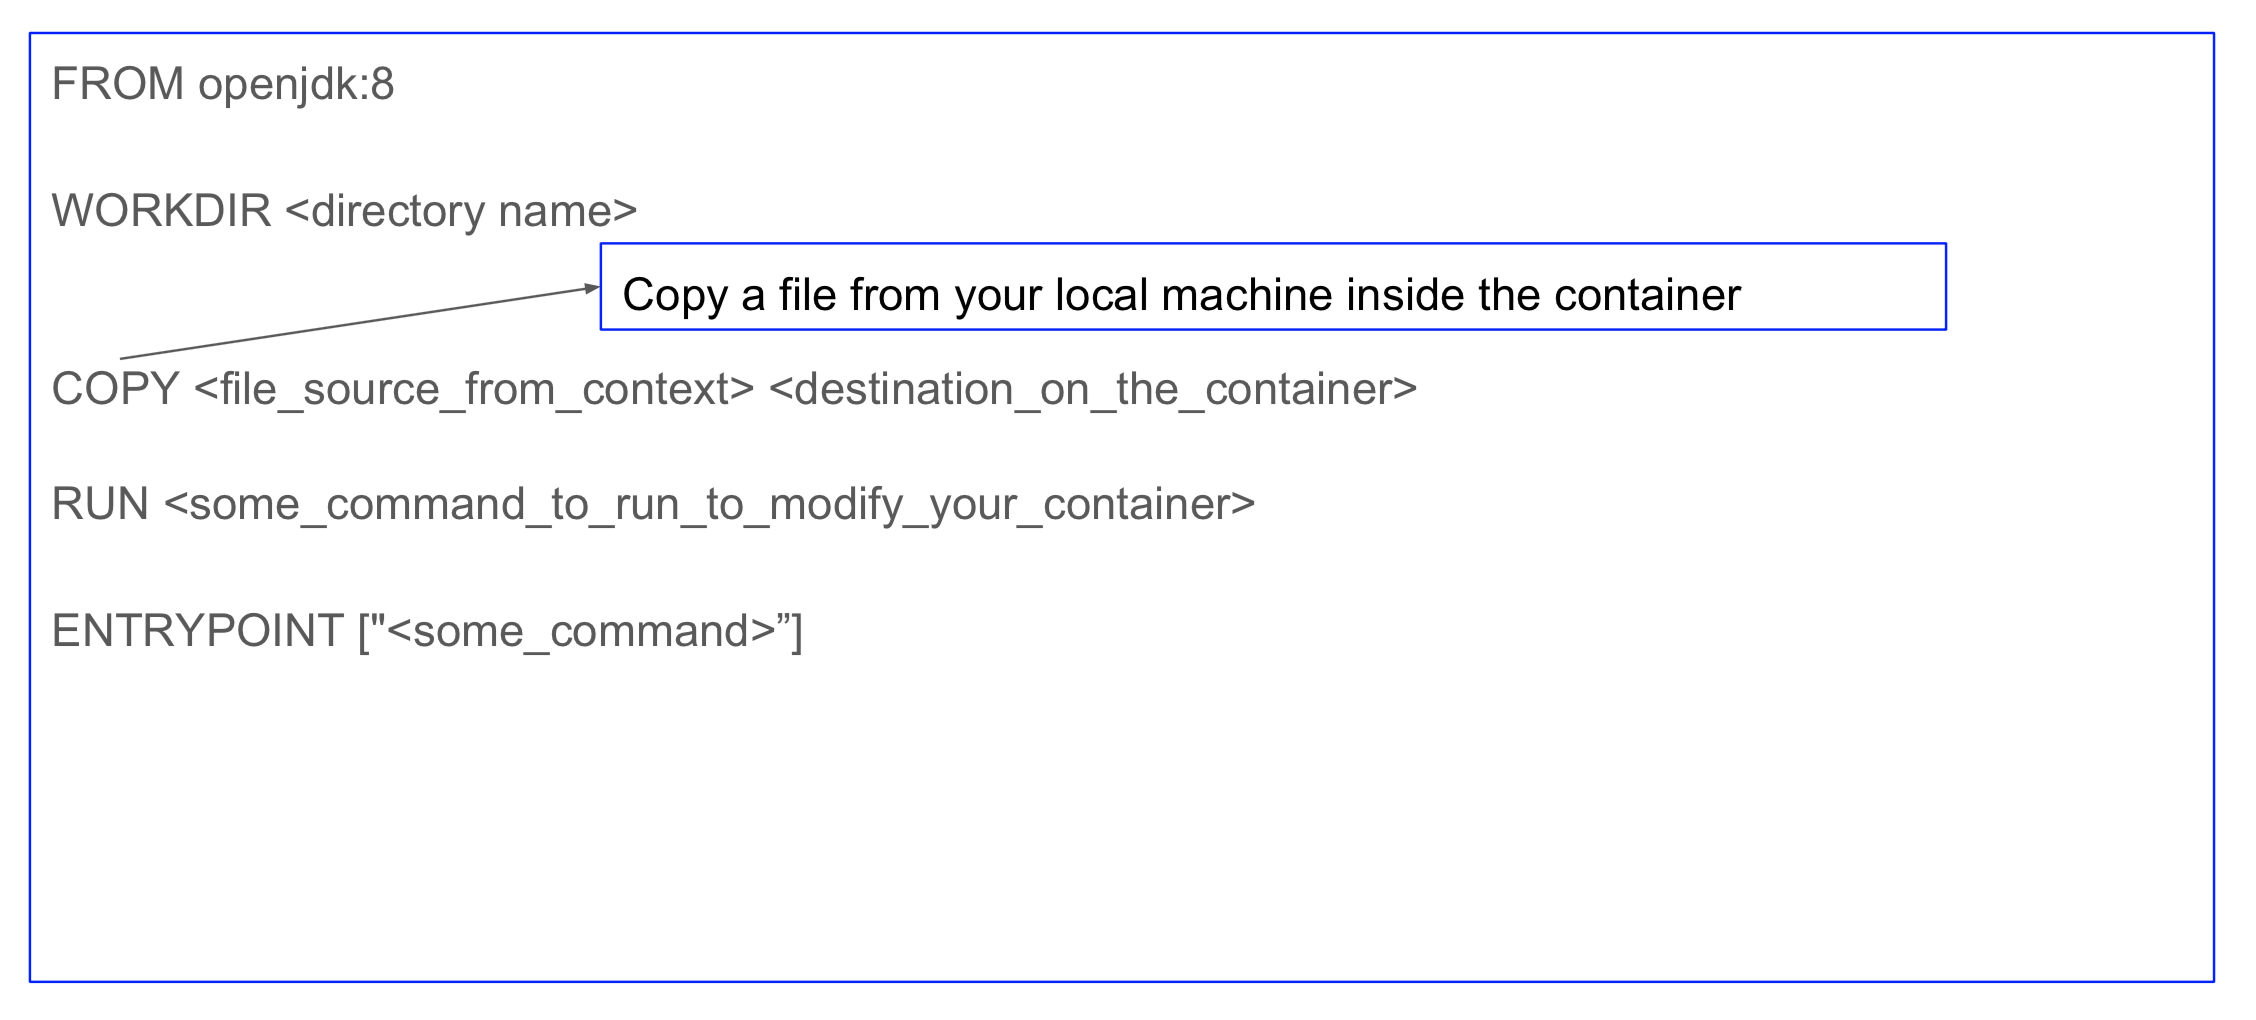 FROM openjdk:8
WORKDIR <directory name>
Copy a file from your local machine inside the container
COPY <file_source_from_context> <destination_on_the_container>
RUN <some_command_to_run_to_modify_your_container>
ENTRYPOINT ["<some_command>”]